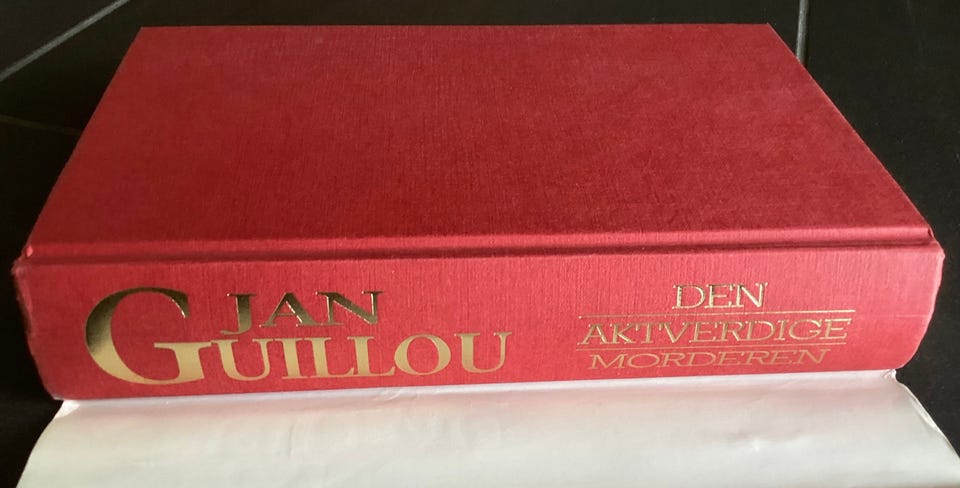 JAN
GUILLOU
DEN
AKTVERDIGE
MORDEREN